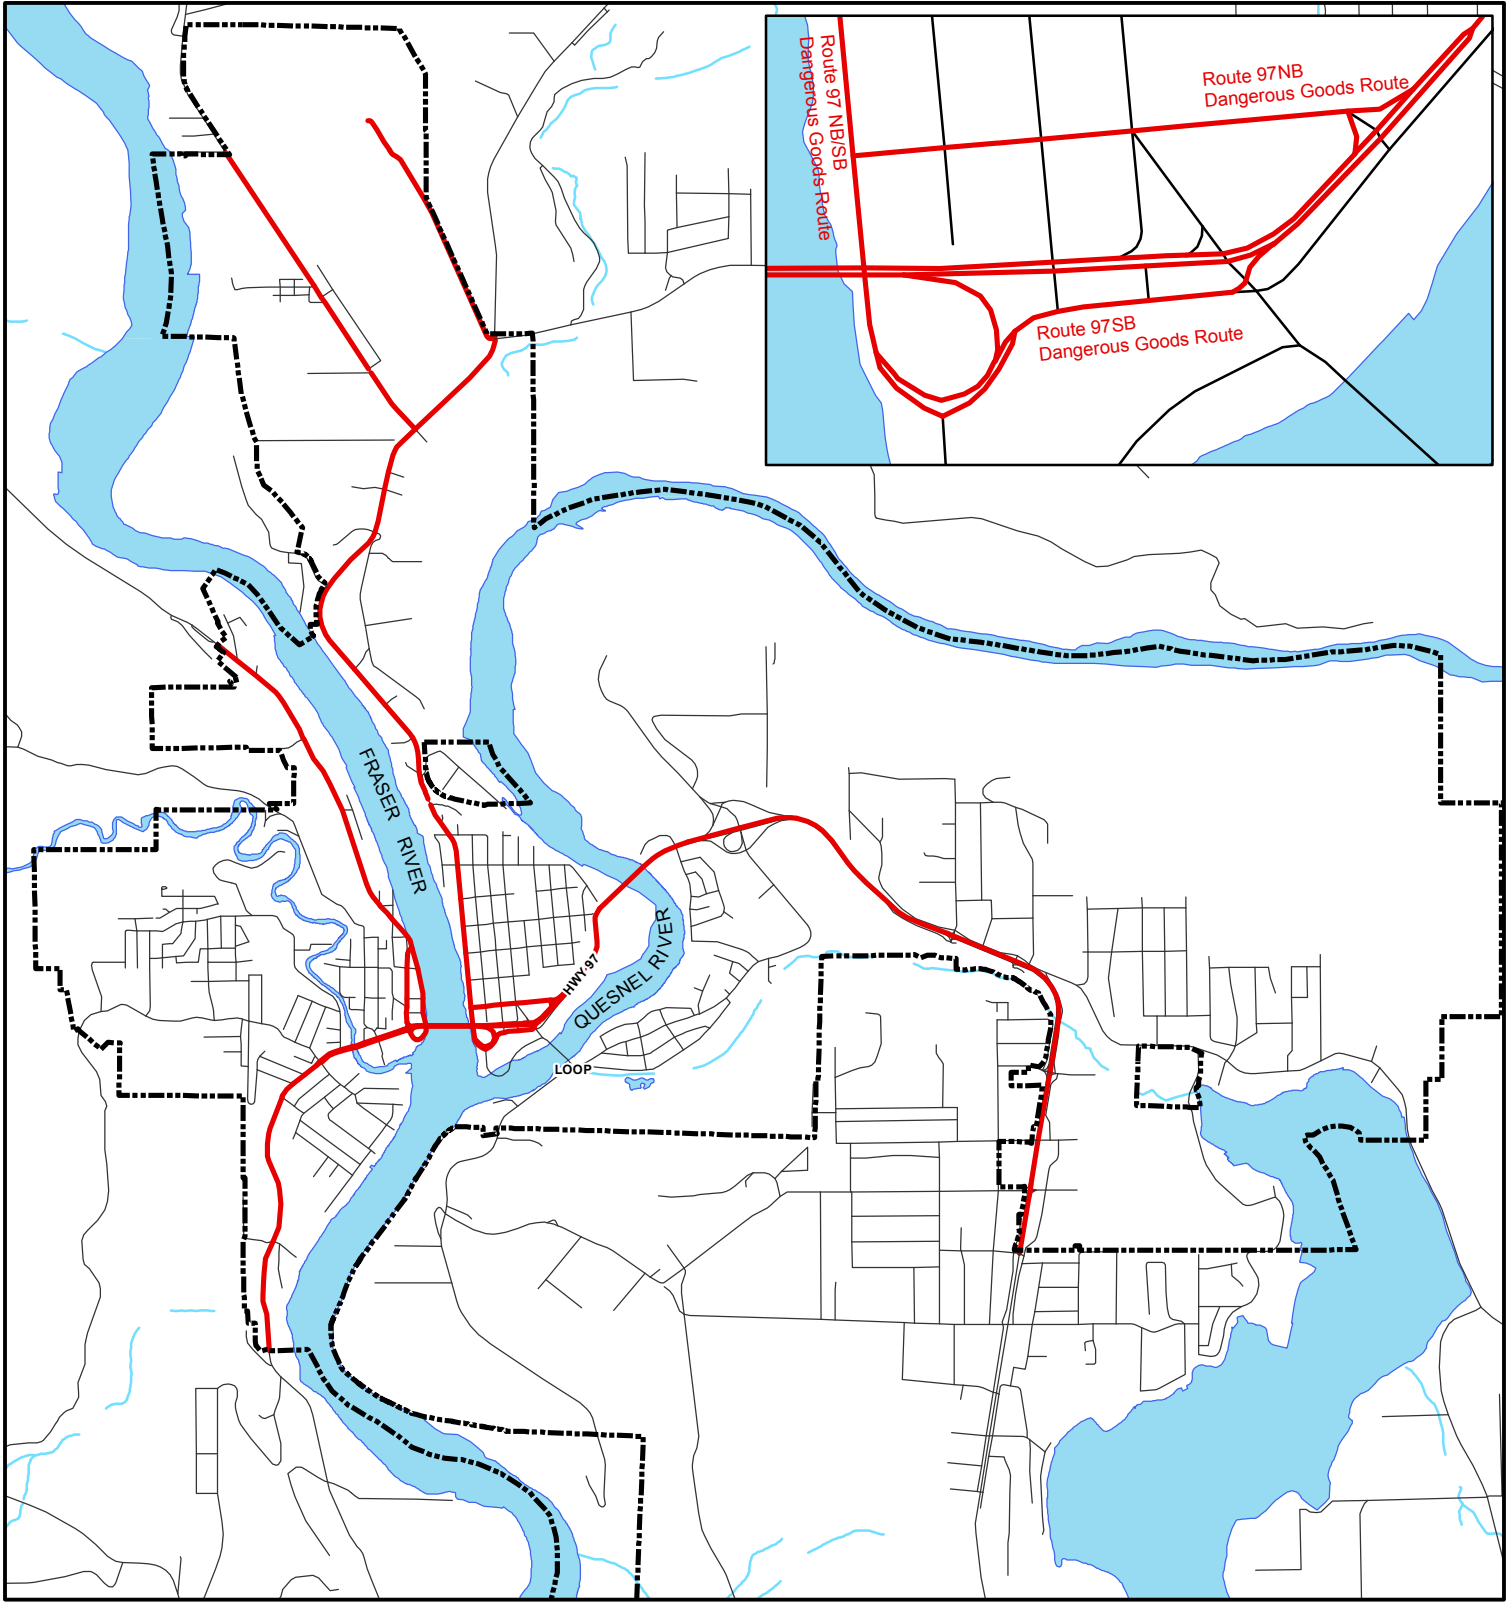 Route 97 NB/SB
Dangerous Goods Route
Route 97NB
Dangerous Goods Route
Route 97SB
Dangerous Goods Route
FRASER RIVER
HWY 97
QUESNEL RIVER
LOOP